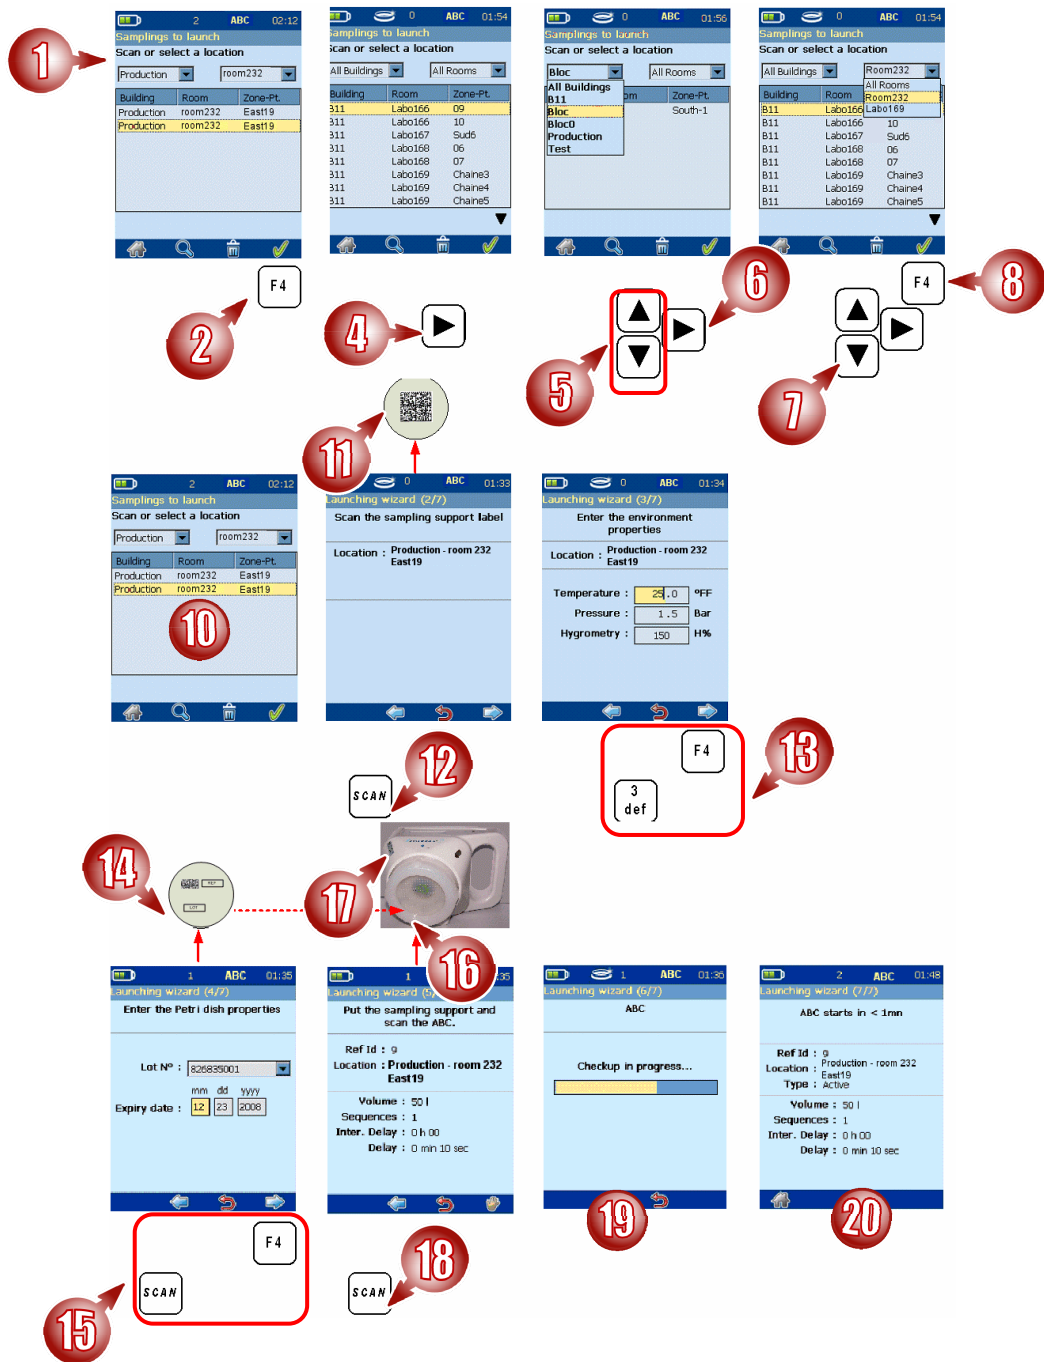 2 ABC 02:12
Samplings to launch
Scan or select a location
Production room232
Building Room Zone-Pt.
Production room232 East19
Production room232 East19
1
F4
2
0 ABC 01:54
Samplings to launch
Scan or select a location
All Buildings All Rooms
Building Room Zone-Pt.
B11 Labo166 09
B11 Labo166 10
B11 Labo167 Sud6
B11 Labo168 06
B11 Labo168 07
B11 Labo169 Chaine3
B11 Labo169 Chaine4
B11 Labo169 Chaine5
4
0 ABC 01:56
Samplings to launch
Scan or select a location
Bloc All Rooms
All Buildings
B11
Bloc
Bloc0
Production
Test
om Zone-Pt.
South-1
5
6
0 ABC 01:54
Samplings to launch
Scan or select a location
All Buildings Room232
All Rooms
Room232
Labo169
Building Room
B11 Labo166
B11 Labo166 10
B11 Labo167 Sud6
B11 Labo168 06
B11 Labo168 07
B11 Labo169 Chaine3
B11 Labo169 Chaine4
B11 Labo169 Chaine5
F4
8
7
11
2 ABC 02:12
Samplings to launch
Scan or select a location
Production room232
Building Room Zone-Pt.
Production room232 East19
Production room232 East19
10
0 ABC 01:33
Launching wizard (2/7)
Scan the sampling support label
Location : Production - room 232
East19
SCAN
12
0 ABC 01:34
Launching wizard (3/7)
Enter the environment
properties
Location : Production - room 232
East19
Temperature : 25.0 ºFF
Pressure : 1.5 Bar
Hygrometry : 150 H%
F4
3
def
13
14
REF
LOT
17
16
1 ABC 01:35
Launching wizard (4/7)
Enter the Petri dish properties
Lot Nº : 826835001
mm dd yyyy
Expiry date : 12 23 2008
F4
SCAN
15
1 :35
Launching wizard (5/
Put the sampling support and
scan the ABC.
Ref Id : 9
Location : Production - room 232
East19
Volume : 50 l
Sequences : 1
Inter. Delay : 0 h 00
Delay : 0 min 10 sec
SCAN
18
1 ABC 01:36
Launching wizard (6/7)
ABC
Checkup in progress...
19
2 ABC 01:48
Launching wizard (7/7)
ABC starts in < 1mn
Ref Id : 9
Location : Production - room 232
East19
Type : Active
Volume : 50 l
Sequences : 1
Inter. Delay : 0 h 00
Delay : 0 min 10 sec
20